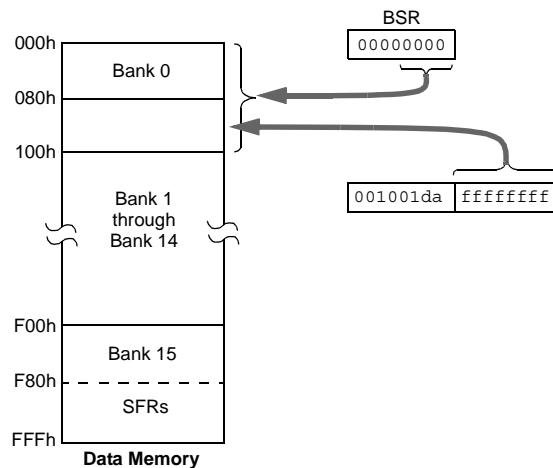 BSR
00000000
000h
Bank 0
080h
100h
001001da ffffffff
Bank 1
through
Bank 14
F00h
Bank 15
F80h
SFRs
FFFh
Data Memory